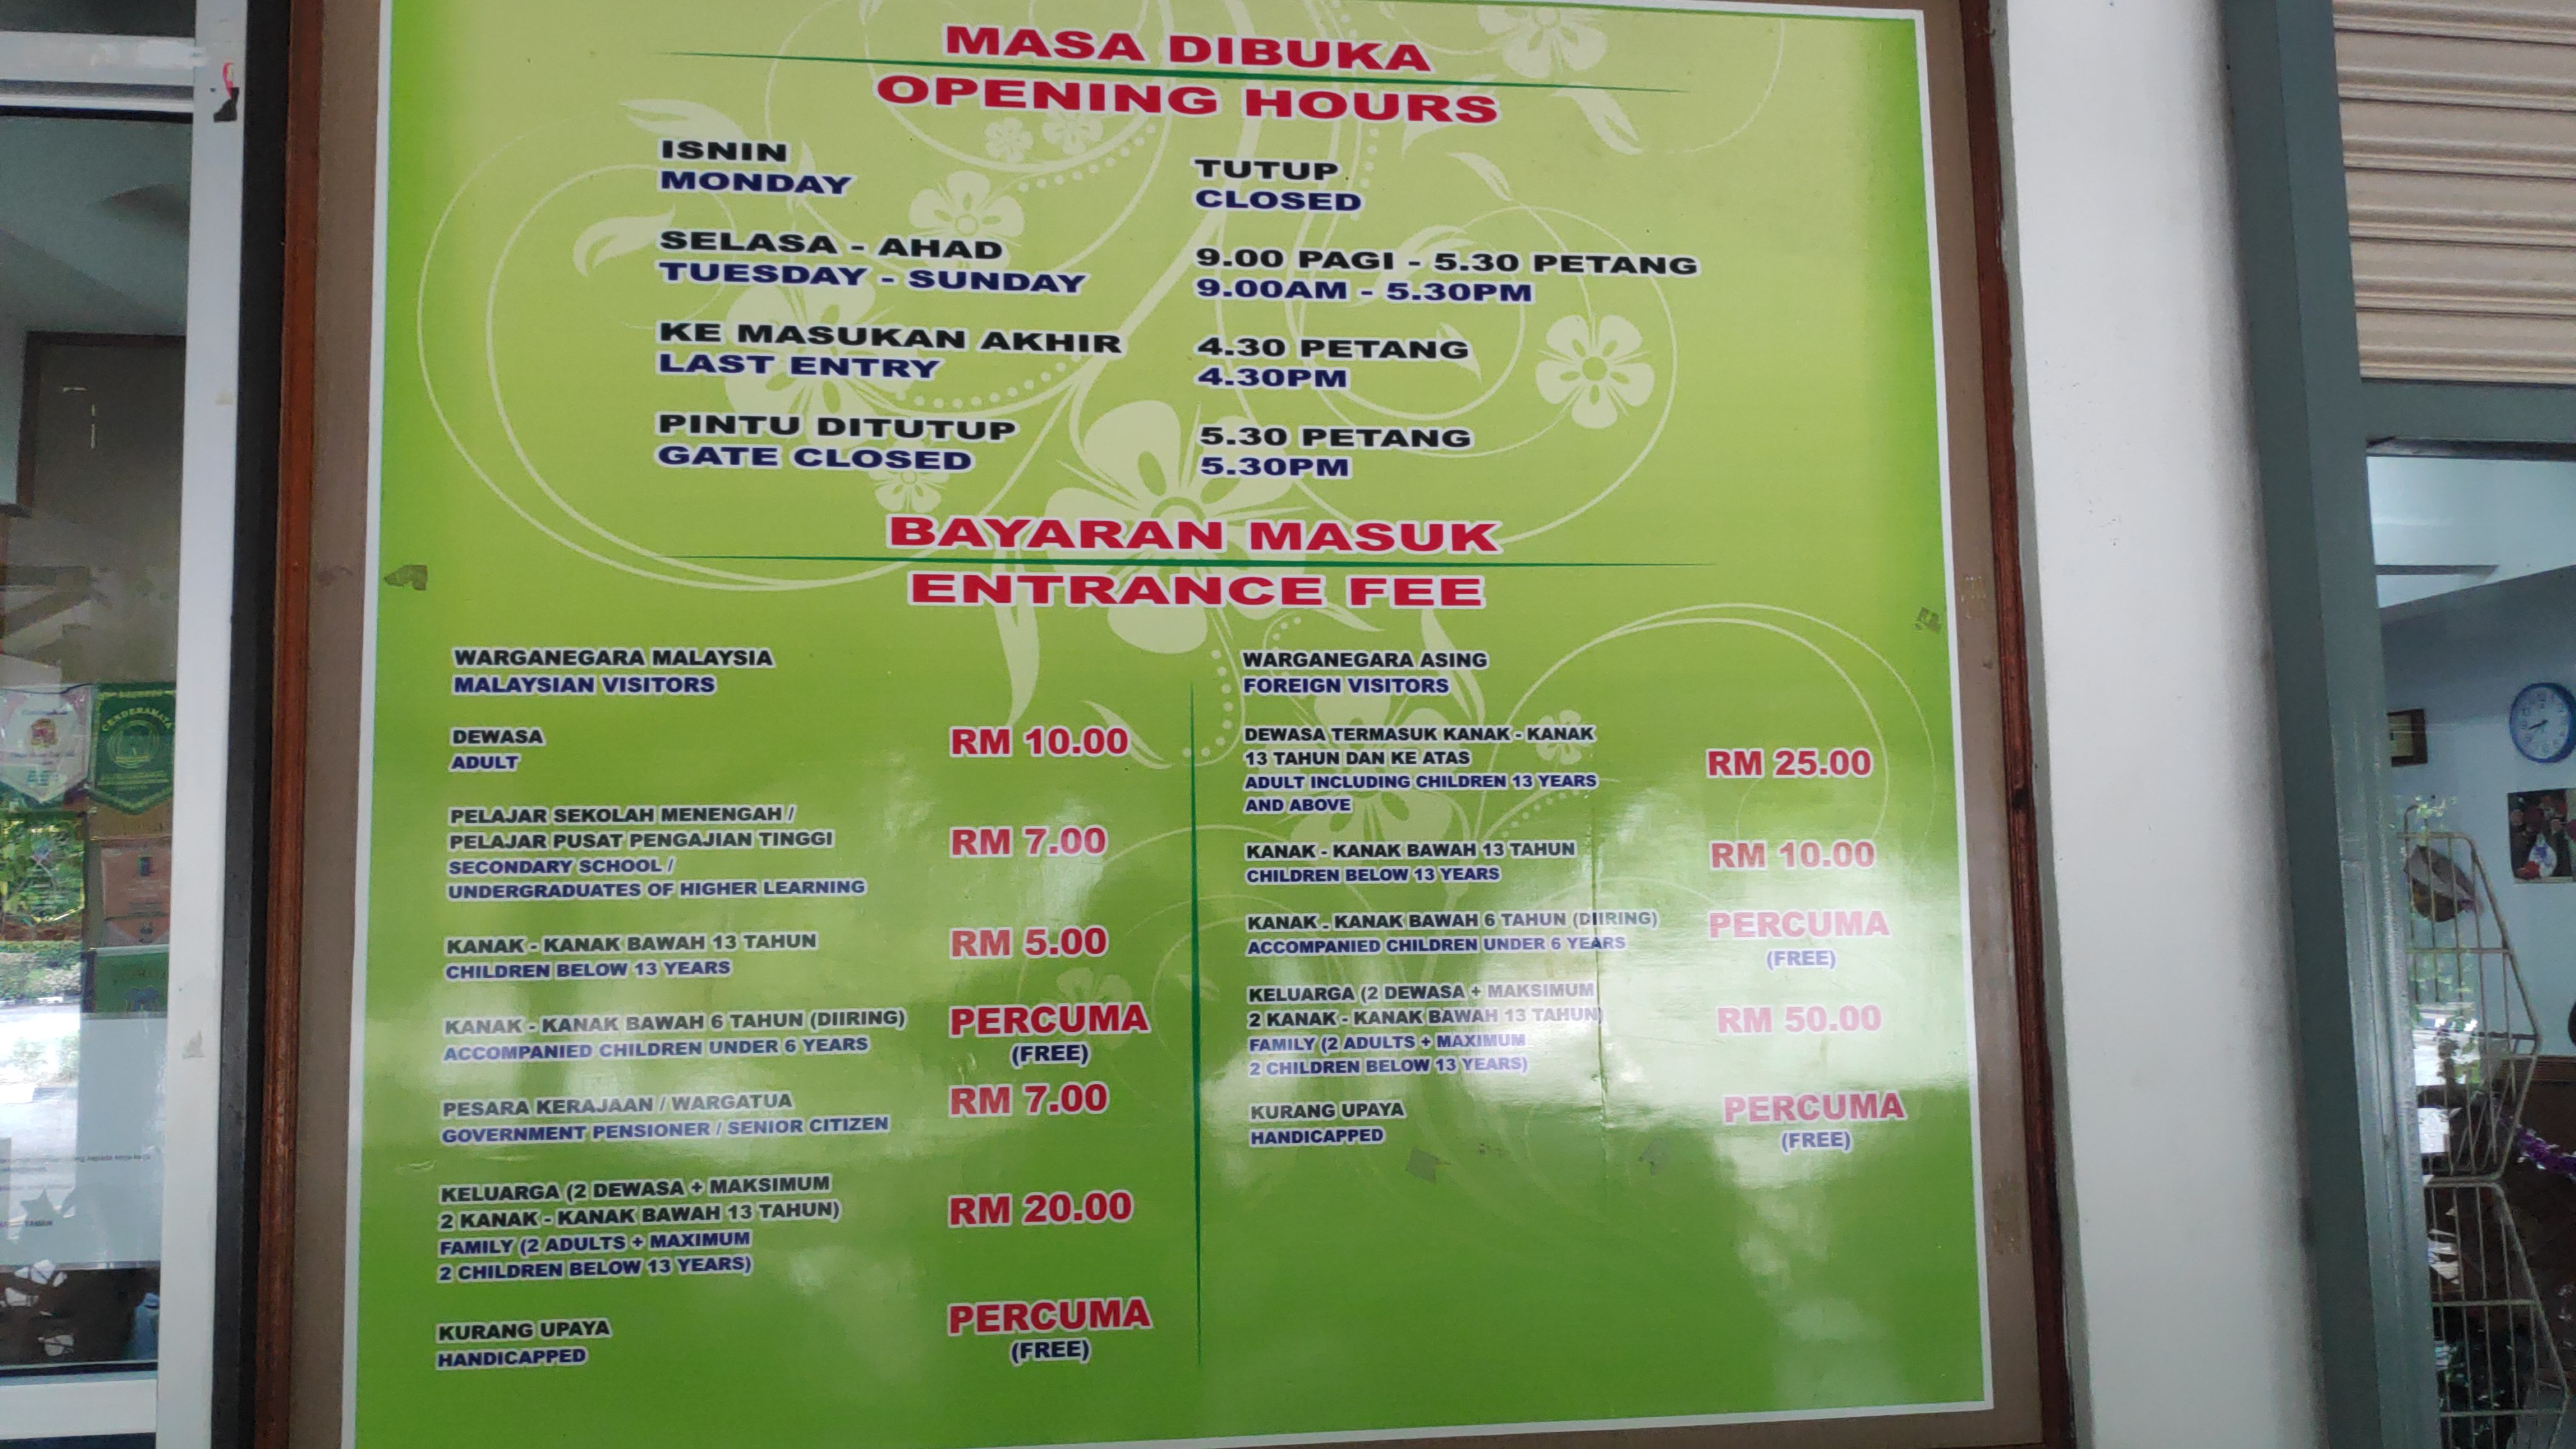 MASA DIBUKA
OPENING HOURS
ISNIN
MONDAY
TUTUP
CLOSED
SELASA - AHAD
TUESDAY - SUNDAY
9.00 PAGI - 5.30 PETANG
9.00AM - 5.30PM
KE MASUKAN AKHIR
LAST ENTRY
4.30 PETANG
4.30PM
PINTU DITUTUP
GATE CLOSED
5.30 PETANG
5.30PM
BAYARAN MASUK
ENTRANCE FEE
WARGANEGARA MALAYSIA
MALAYSIAN VISITORS
DEWASA
ADULT
RM 10.00
PELAJAR SEKOLAH MENENGAH /
PELAJAR PUSAT PENGAJIAN TINGGI
SECONDARY SCHOOL /
UNDERGRADUATES OF HIGHER LEARNING
RM 7.00
KANAK - KANAK BAWAH 13 TAHUN
CHILDREN BELOW 13 YEARS
RM 5.00
KANAK - KANAK BAWAH 6 TAHUN (DIIRING)
ACCOMPANIED CHILDREN UNDER 6 YEARS
PERCUMA
(FREE)
PESARA KERAJAAN / WARGATUA
GOVERNMENT PENSIONER / SENIOR CITIZEN
RM 7.00
KELUARGA (2 DEWASA + MAKSIMUM
2 KANAK - KANAK BAWAH 13 TAHUN)
FAMILY (2 ADULTS + MAXIMUM
2 CHILDREN BELOW 13 YEARS)
RM 20.00
KURANG UPAYA
HANDICAPPED
PERCUMA
(FREE)
WARGANEGARA ASING
FOREIGN VISITORS
DEWASA TERMASUK KANAK - KANAK
13 TAHUN DAN KE ATAS
ADULT INCLUDING CHILDREN 13 YEARS
AND ABOVE
RM 25.00
KANAK - KANAK BAWAH 13 TAHUN
CHILDREN BELOW 13 YEARS
RM 10.00
KANAK - KANAK BAWAH 6 TAHUN (DIIRING)
ACCOMPANIED CHILDREN UNDER 6 YEARS
PERCUMA
(FREE)
KELUARGA (2 DEWASA + MAKSIMUM
2 KANAK - KANAK BAWAH 13 TAHUN)
FAMILY (2 ADULTS + MAXIMUM
2 CHILDREN BELOW 13 YEARS)
RM 50.00
KURANG UPAYA
HANDICAPPED
PERCUMA
(FREE)
CENDERAMATA
TAMAN